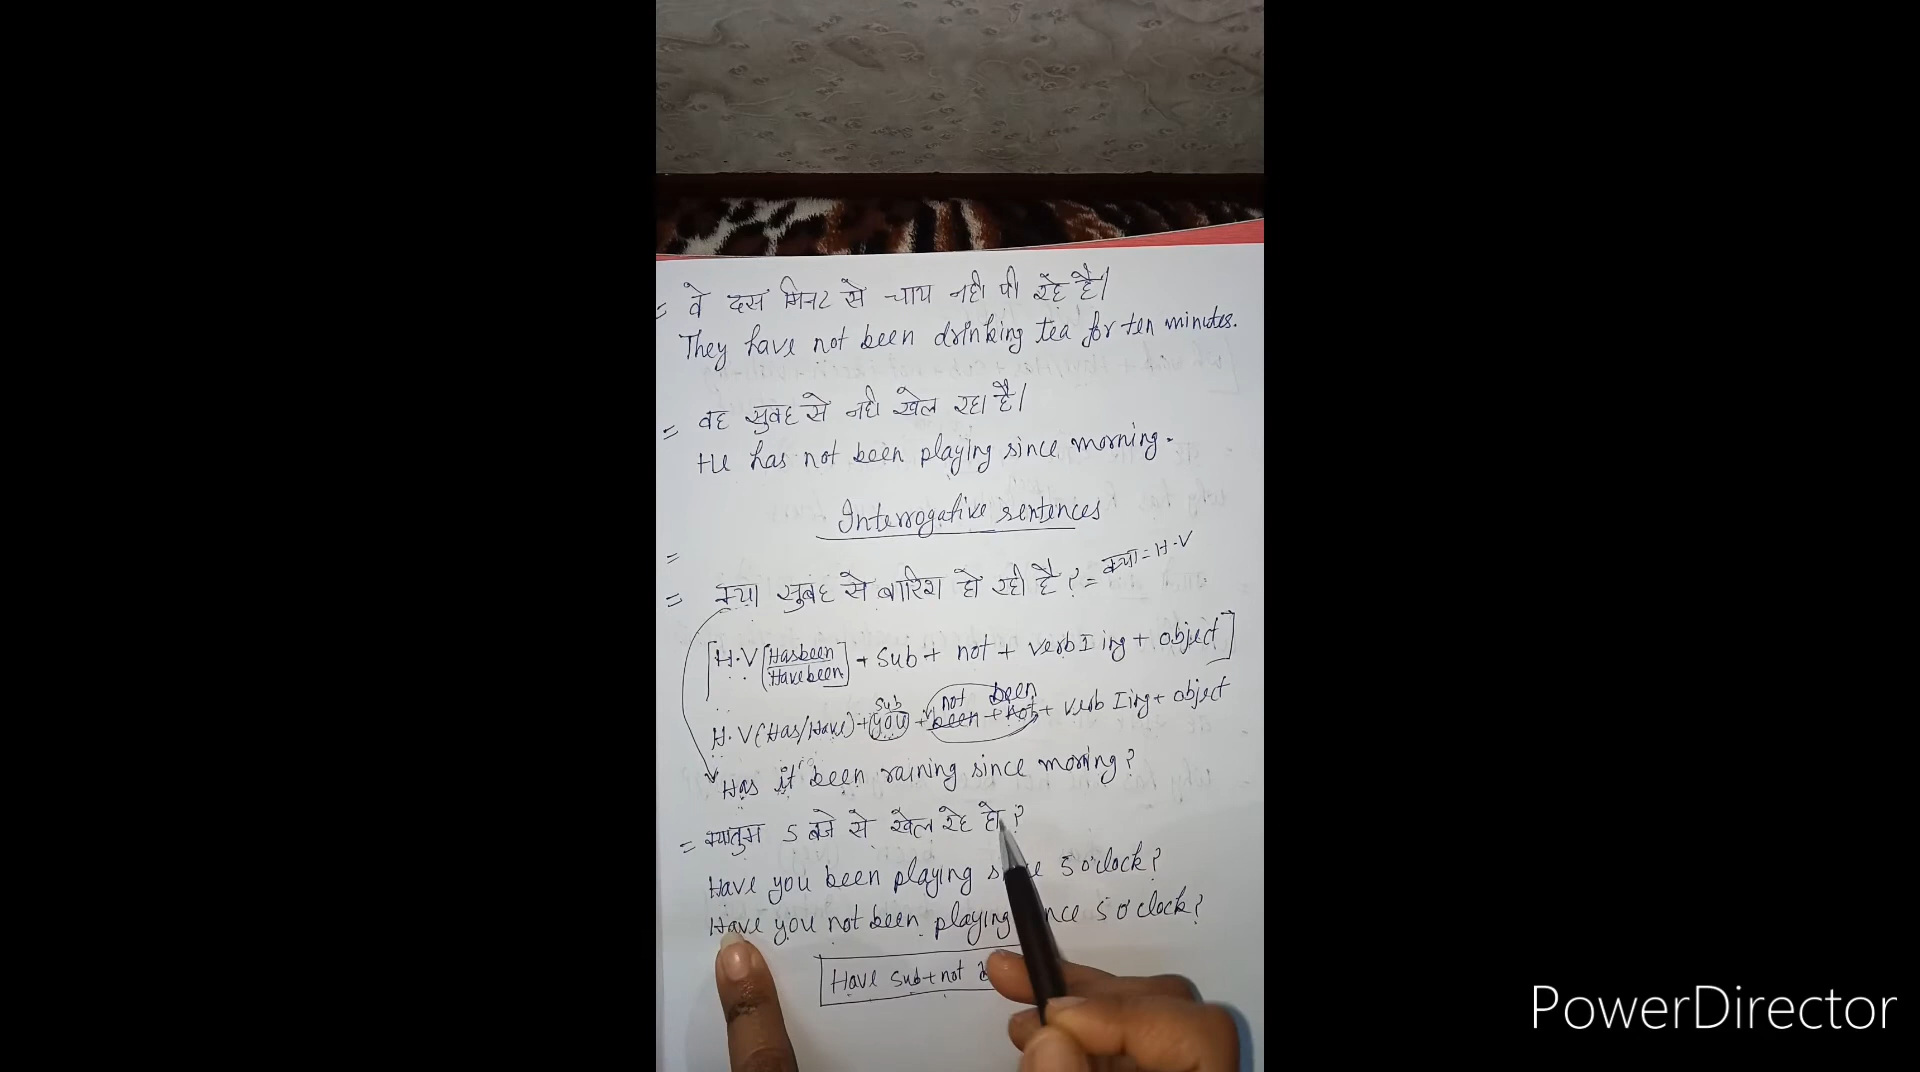 = वे दस मिनट से चाय नही पी रहे है।
They have not been drinking tea for ten minutes.
= वह सुबह से नही खेल रहा है।
He has not been playing since morning.
Interrogative sentences
=
= क्या सुबह से बारिश हो रही है? = क्या = H.V
[H.V [Has been / Have been] + Sub + not + verb I ing + object]
sub not been
H.V (Has/Have) + you + been + not + verb I ing + object
Has it been raining since morning?
= क्या तुम 5 बजे से खेल रहे हो?
Have you been playing 5 o'clock?
Have you not been playing 5 o'clock?
Have sub + not
PowerDirector